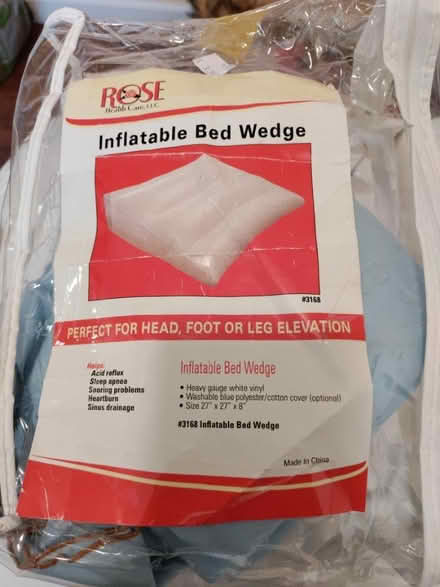 ROSE
Health Care, LLC.
Inflatable Bed Wedge
#3168
PERFECT FOR HEAD, FOOT OR LEG ELEVATION
Helps:
Acid reflux
Sleep apnea
Snoring problems
Heartburn
Sinus drainage
Inflatable Bed Wedge
• Heavy gauge white vinyl
• Washable blue polyester/cotton cover (optional)
• Size 27" x 27" x 8"
#3168 Inflatable Bed Wedge
Made in China